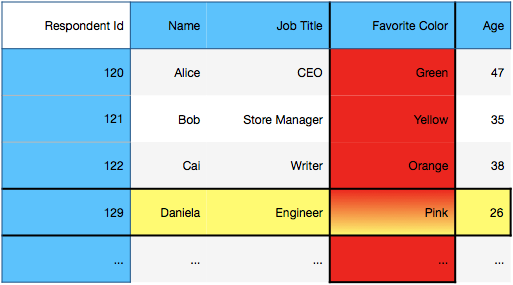 Respondent Id Name Job Title Favorite Color Age
120 Alice CEO Green 47
121 Bob Store Manager Yellow 35
122 Cai Writer Orange 38
129 Daniela Engineer Pink 26
... ... ... ... ...